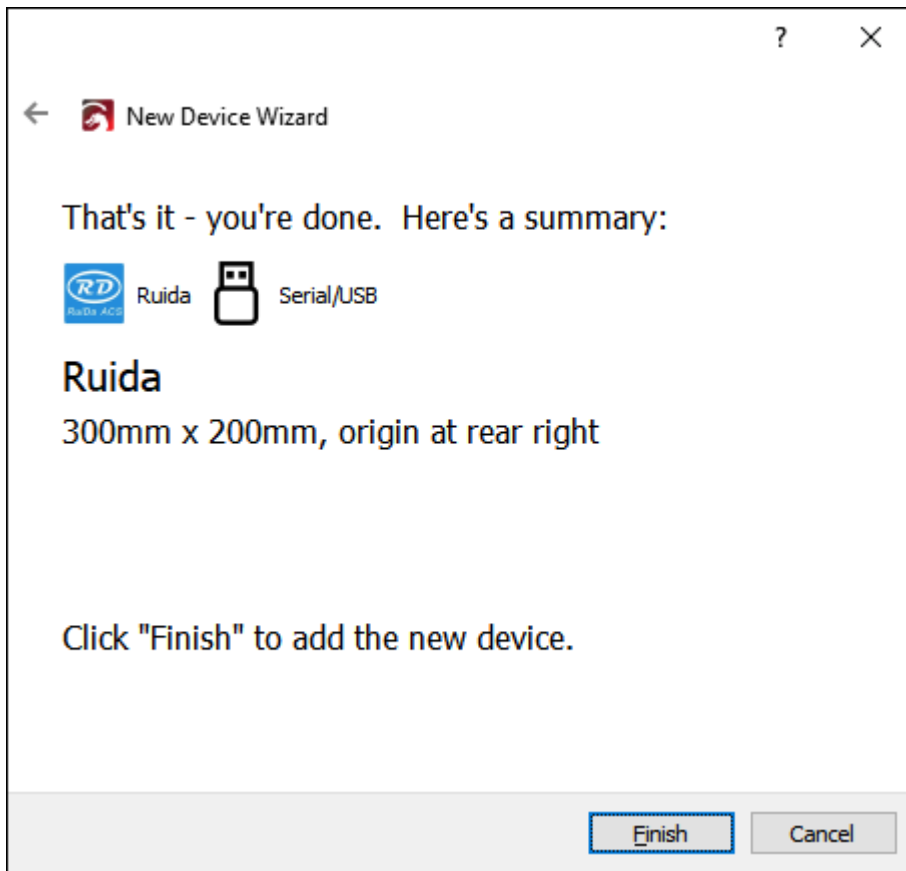 ?
New Device Wizard
That's it - you're done. Here's a summary:
RD
RuiDa ACS
Ruida
Serial/USB
Ruida
300mm x 200mm, origin at rear right
Click "Finish" to add the new device.
Finish
Cancel